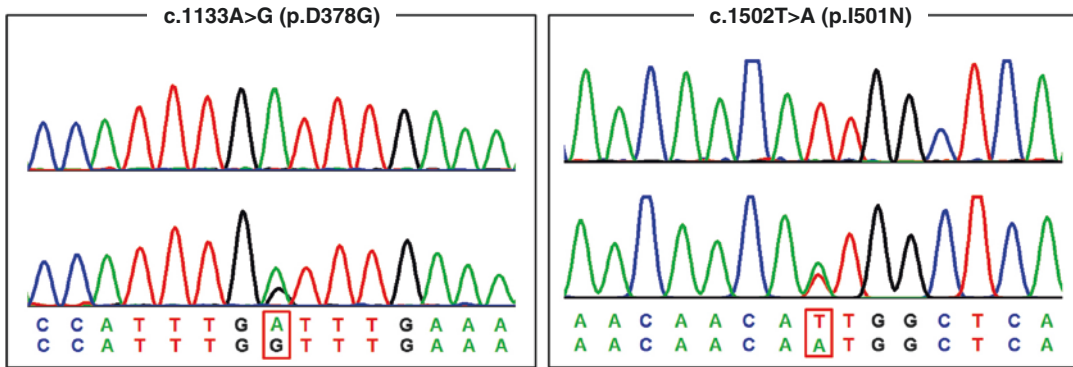 c.1133A>G (p.D378G)
C C A T T T G A T T T G A A A
C C A T T T G G T T T G A A A
c.1502T>A (p.I501N)
A A C A A C A T T G G C T C A
A A C A A C A A T G G C T C A